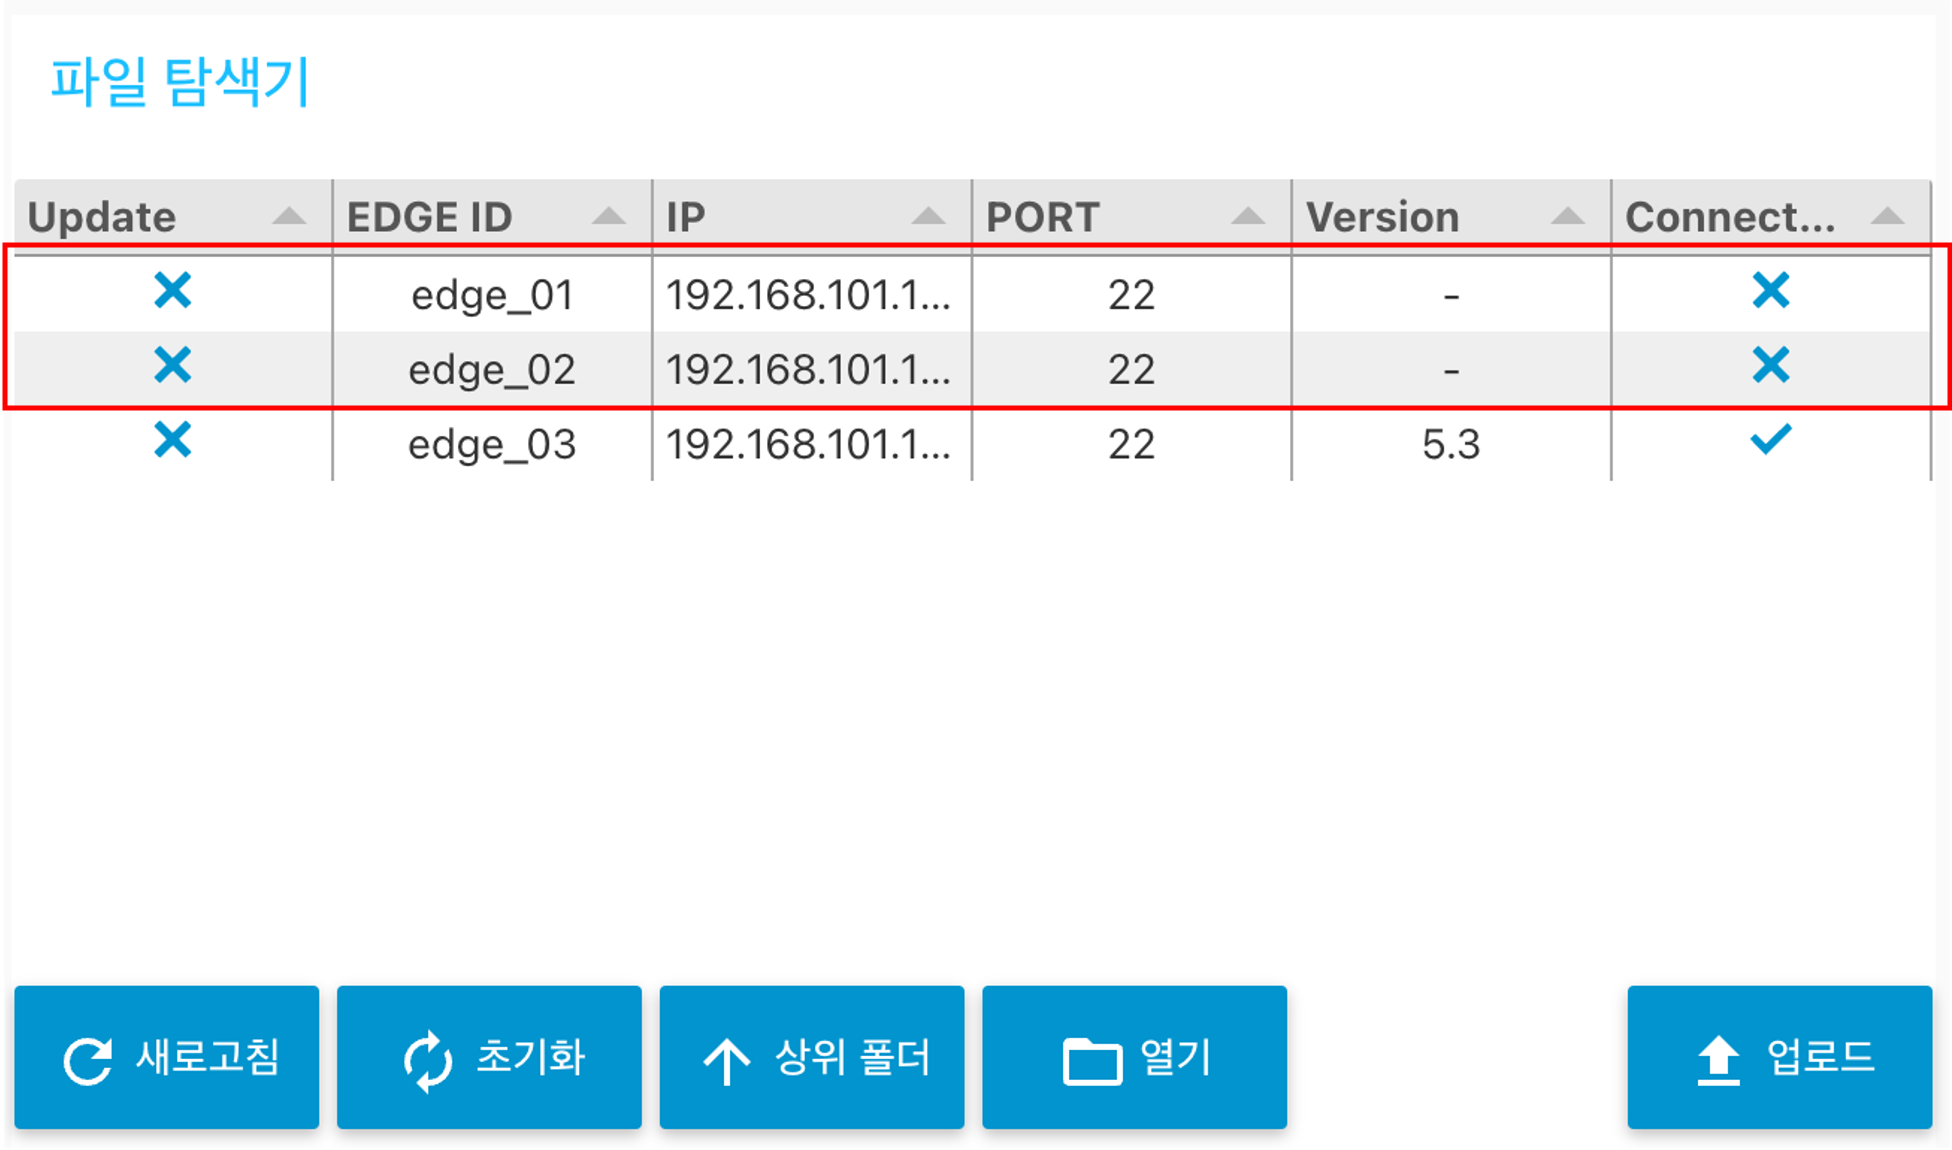 파일 탐색기
Update EDGE ID IP PORT Version Connect...
edge_01 192.168.101.1... 22 -
edge_02 192.168.101.1... 22 -
edge_03 192.168.101.1... 22 5.3
새로고침 초기화 상위 폴더 열기 업로드